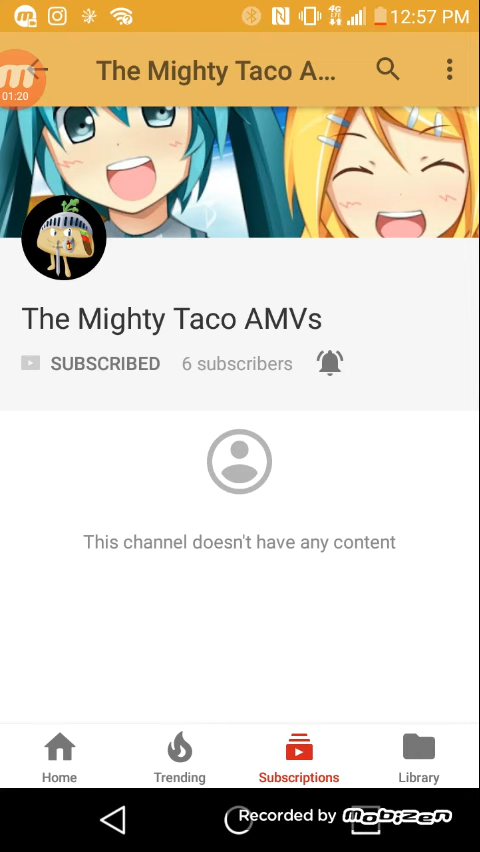 12:57 PM
4G
01:20
The Mighty Taco A...
The Mighty Taco AMVs
SUBSCRIBED 6 subscribers
This channel doesn't have any content
Home Trending Subscriptions Library
Recorded by mobizen